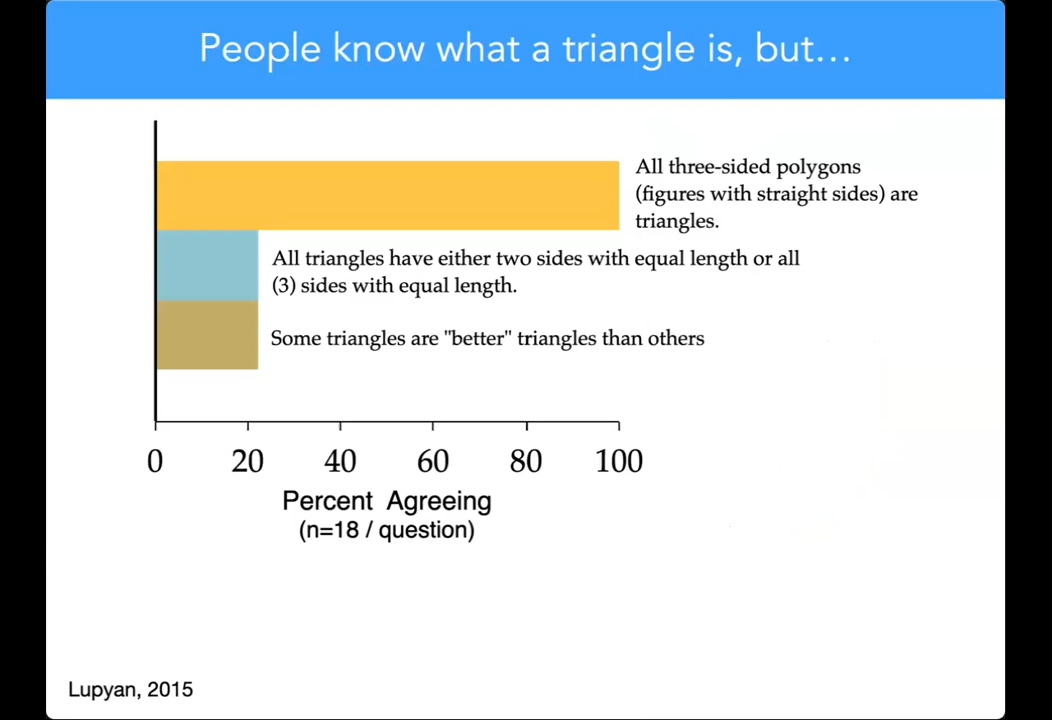 People know what a triangle is, but…
All three-sided polygons
(figures with straight sides) are
triangles.
All triangles have either two sides with equal length or all
(3) sides with equal length.
Some triangles are "better" triangles than others
0 20 40 60 80 100
Percent Agreeing
(n=18 / question)
Lupyan, 2015